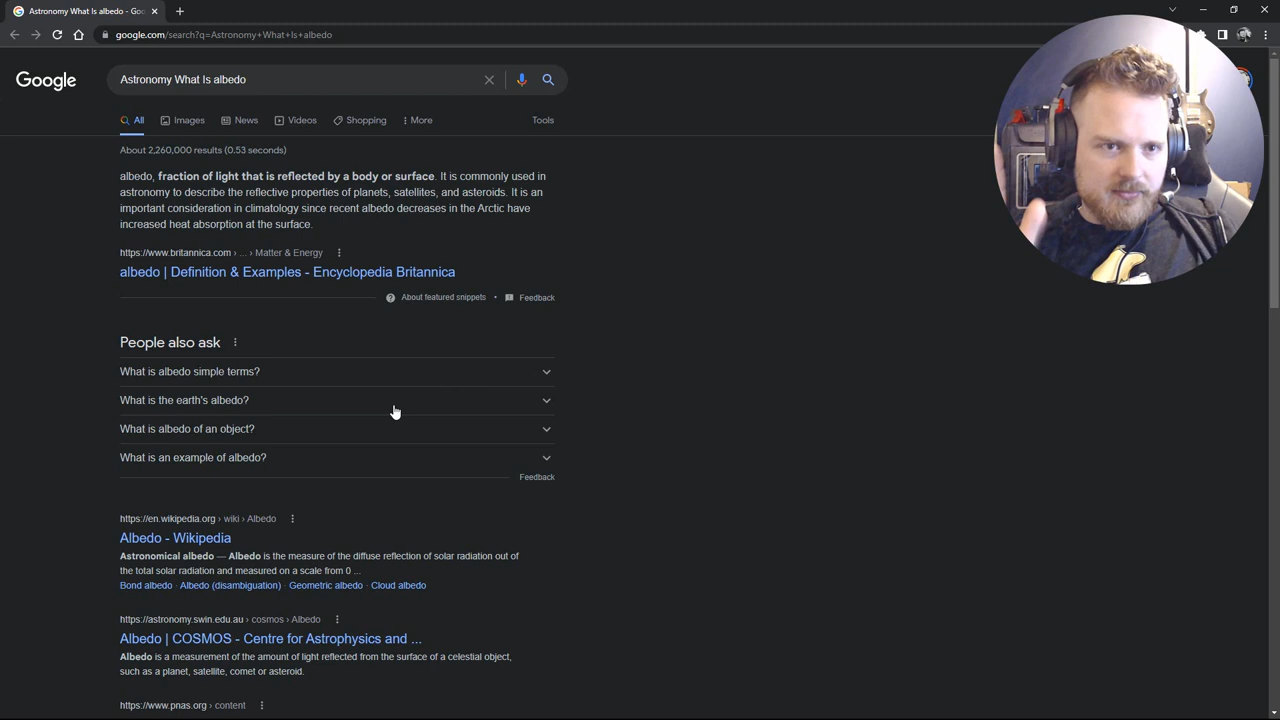 Astronomy What Is albedo - Goo
google.com/search?q=Astronomy+What+Is+albedo
Google
Astronomy What Is albedo
All
Images
News
Videos
Shopping
More
Tools
About 2,260,000 results (0.53 seconds)
albedo, fraction of light that is reflected by a body or surface. It is commonly used in
astronomy to describe the reflective properties of planets, satellites, and asteroids. It is an
important consideration in climatology since recent albedo decreases in the Arctic have
increased heat absorption at the surface.
https://www.britannica.com › ... › Matter & Energy
albedo | Definition & Examples - Encyclopedia Britannica
About featured snippets • Feedback
People also ask
What is albedo simple terms?
What is the earth's albedo?
What is albedo of an object?
What is an example of albedo?
Feedback
https://en.wikipedia.org › wiki › Albedo
Albedo - Wikipedia
Astronomical albedo — Albedo is the measure of the diffuse reflection of solar radiation out of
the total solar radiation and measured on a scale from 0 ...
Bond albedo · Albedo (disambiguation) · Geometric albedo · Cloud albedo
https://astronomy.swin.edu.au › cosmos › Albedo
Albedo | COSMOS - Centre for Astrophysics and ...
Albedo is a measurement of the amount of light reflected from the surface of a celestial object,
such as a planet, satellite, comet or asteroid.
https://www.pnas.org › content